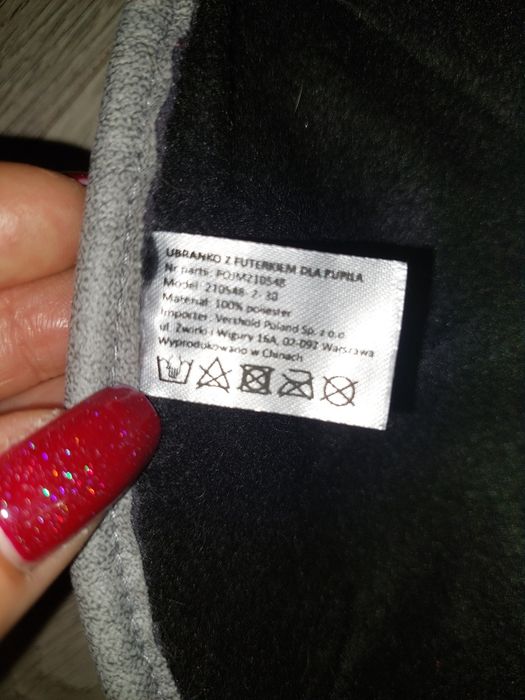 UBRANKO Z FUTERKIEM DLA PUPILA
Nr partii: POJM210548
Model: 210548-2- 30
Materiał: 100% poliester
Importer: Verthold Poland Sp. z o.o.
ul. Żwirki i Wigury 16A, 02-092 Warszawa
Wyprodukowano w Chinach